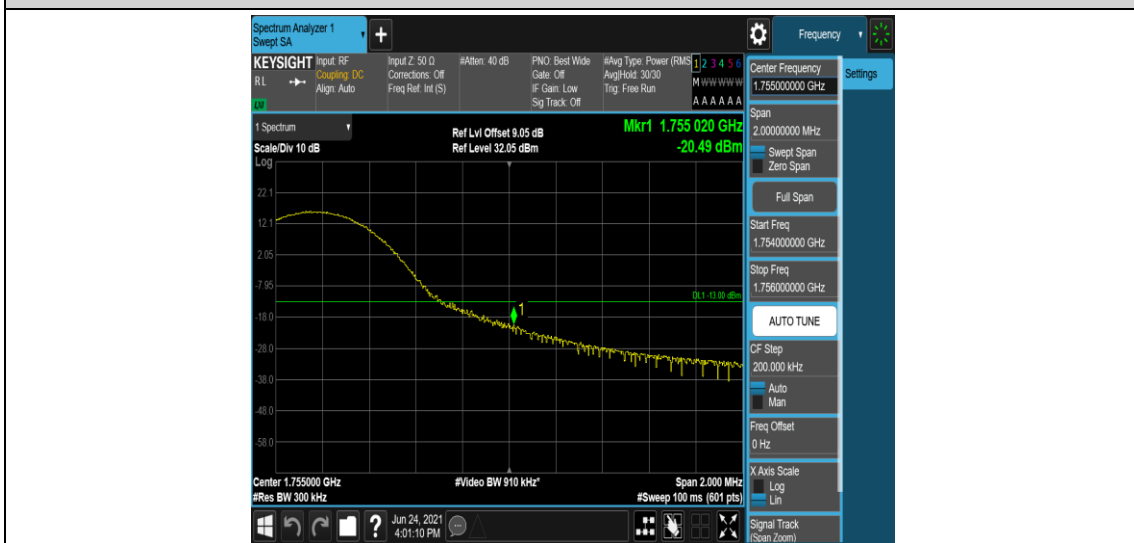 Spectrum Analyzer 1
Swept SA
+
Frequency
KEYSIGHT
RL
LXI
Input: RF
Coupling: DC
Align: Auto
Input Z: 50 Ω
Corrections: Off
Freq Ref: Int (S)
#Atten: 40 dB
PNO: Best Wide
Gate: Off
IF Gain: Low
Sig Track: Off
#Avg Type: Power (RMS
Avg|Hold: 30/30
Trig: Free Run
1 2 3 4 5 6
M W W W W W
A A A A A A
1 Spectrum
Scale/Div 10 dB
Log
Ref Lvl Offset 9.05 dB
Ref Level 32.05 dBm
Mkr1 1.755 020 GHz
-20.49 dBm
22.1
12.1
2.05
-7.95
-18.0
-28.0
-38.0
-48.0
-58.0
DL1 -13.00 dBm
1
Center 1.755000 GHz
#Res BW 300 kHz
#Video BW 910 kHz*
Span 2.000 MHz
#Sweep 100 ms (601 pts)
Center Frequency
1.755000000 GHz
Settings
Span
2.00000000 MHz
Swept Span
Zero Span
Full Span
Start Freq
1.754000000 GHz
Stop Freq
1.756000000 GHz
AUTO TUNE
CF Step
200.000 kHz
Auto
Man
Freq Offset
0 Hz
X Axis Scale
Log
Lin
Signal Track
(Span Zoom)
?
Jun 24, 2021
4:01:10 PM